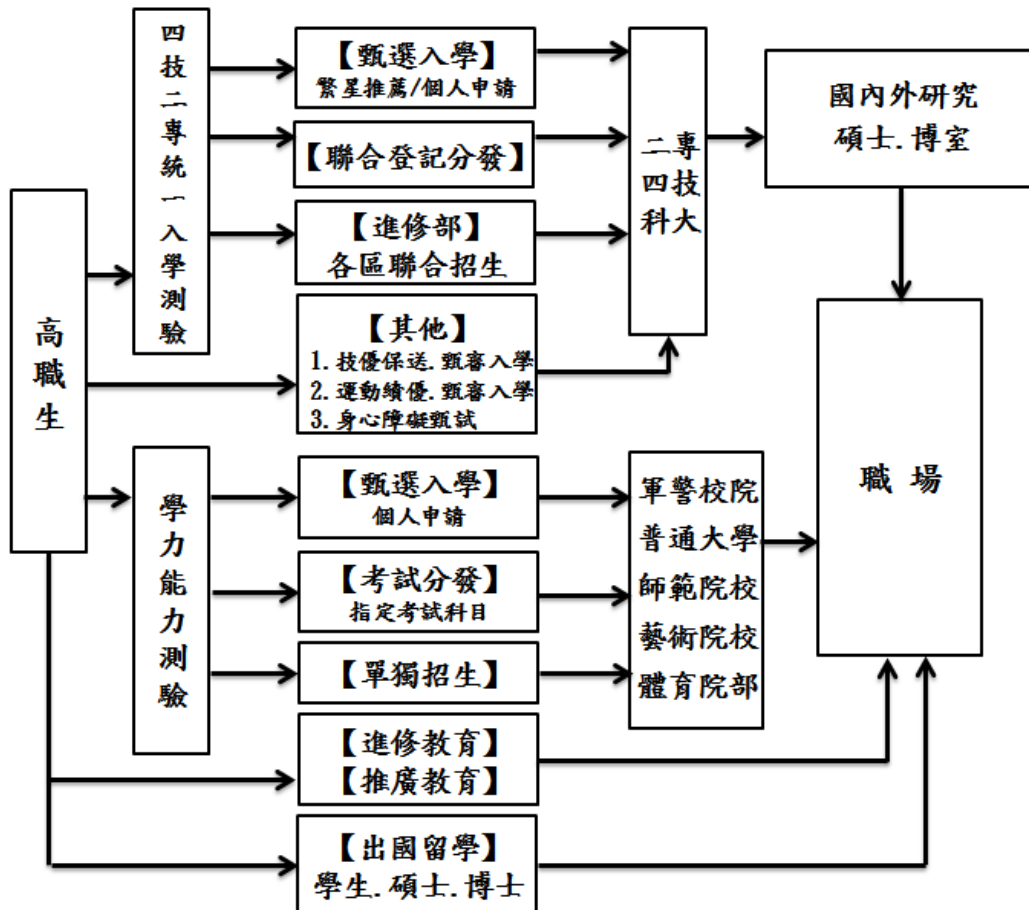 高職生
四技二專統一入學測驗
【甄選入學】
繁星推薦/個人申請
【聯合登記分發】
【進修部】
各區聯合招生
【其他】
1.技優保送.甄審入學
2.運動績優.甄審入學
3.身心障礙甄試
二專
四技
科大
國內外研究
碩士.博室
學力能力測驗
【甄選入學】
個人申請
【考試分發】
指定考試科目
【單獨招生】
軍警校院
普通大學
師範院校
藝術院校
體育院部
職場
【進修教育】
【推廣教育】
【出國留學】
學生.碩士.博士